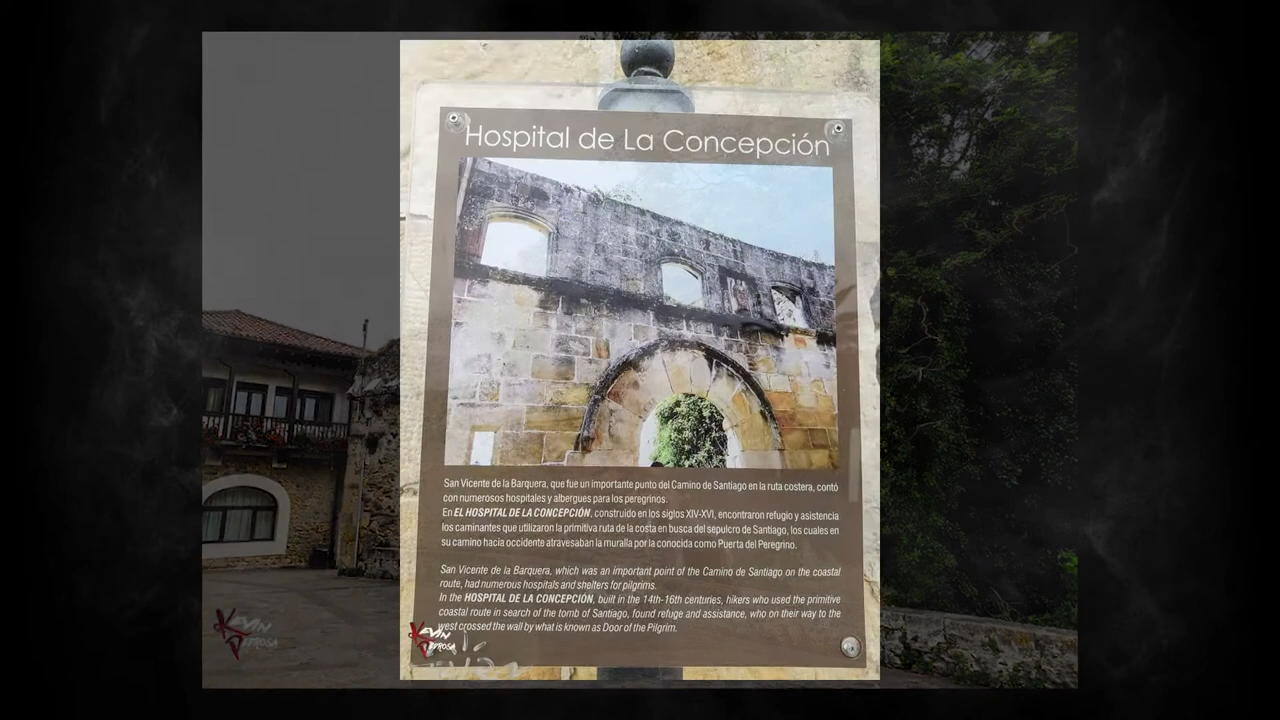 Hospital de La Concepción
San Vicente de la Barquera, que fue un importante punto del Camino de Santiago en la ruta costera, contó
con numerosos hospitales y albergues para los peregrinos.
En EL HOSPITAL DE LA CONCEPCIÓN, construido en los siglos XIV-XVI, encontraron refugio y asistencia
los caminantes que utilizaron la primitiva ruta de la costa en busca del sepulcro de Santiago, los cuales en
su camino hacia occidente atravesaban la muralla por la conocida como Puerta del Peregrino.
San Vicente de la Barquera, which was an important point of the Camino de Santiago on the coastal
route, had numerous hospitals and shelters for pilgrims.
In the HOSPITAL DE LA CONCEPCIÓN, built in the 14th-16th centuries, hikers who used the primitive
coastal route in search of the tomb of Santiago, found refuge and assistance, who on their way to the
west crossed the wall by what is known as Door of the Pilgrim.
KEVIN
KEVIN